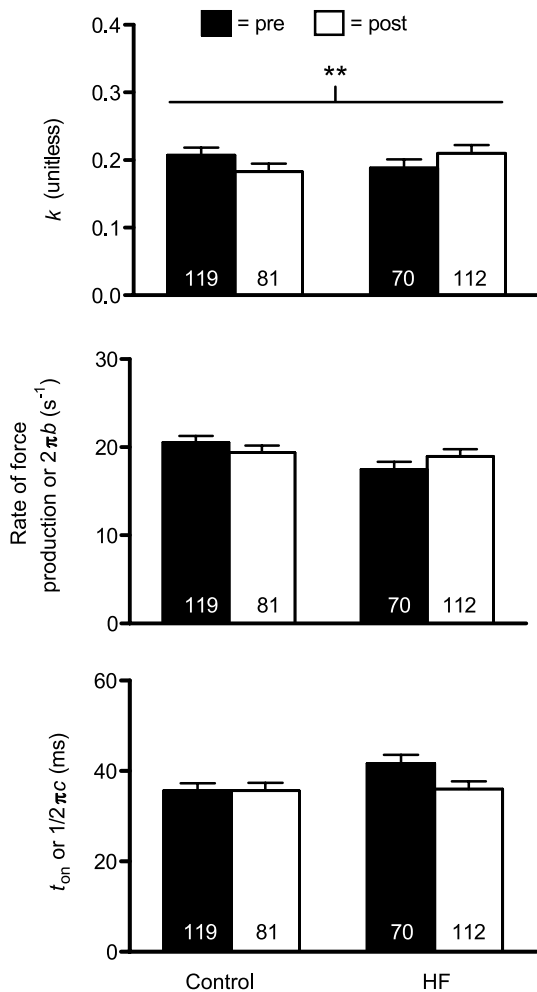 = pre = post
**
0.4
0.3
0.2
0.1
0.0
k (unitless)
119 81 70 112
30
20
10
0
Rate of force
production or 2πb (s⁻¹)
119 81 70 112
60
40
20
0
t_on or 1/2πc (ms)
119 81 70 112
Control HF